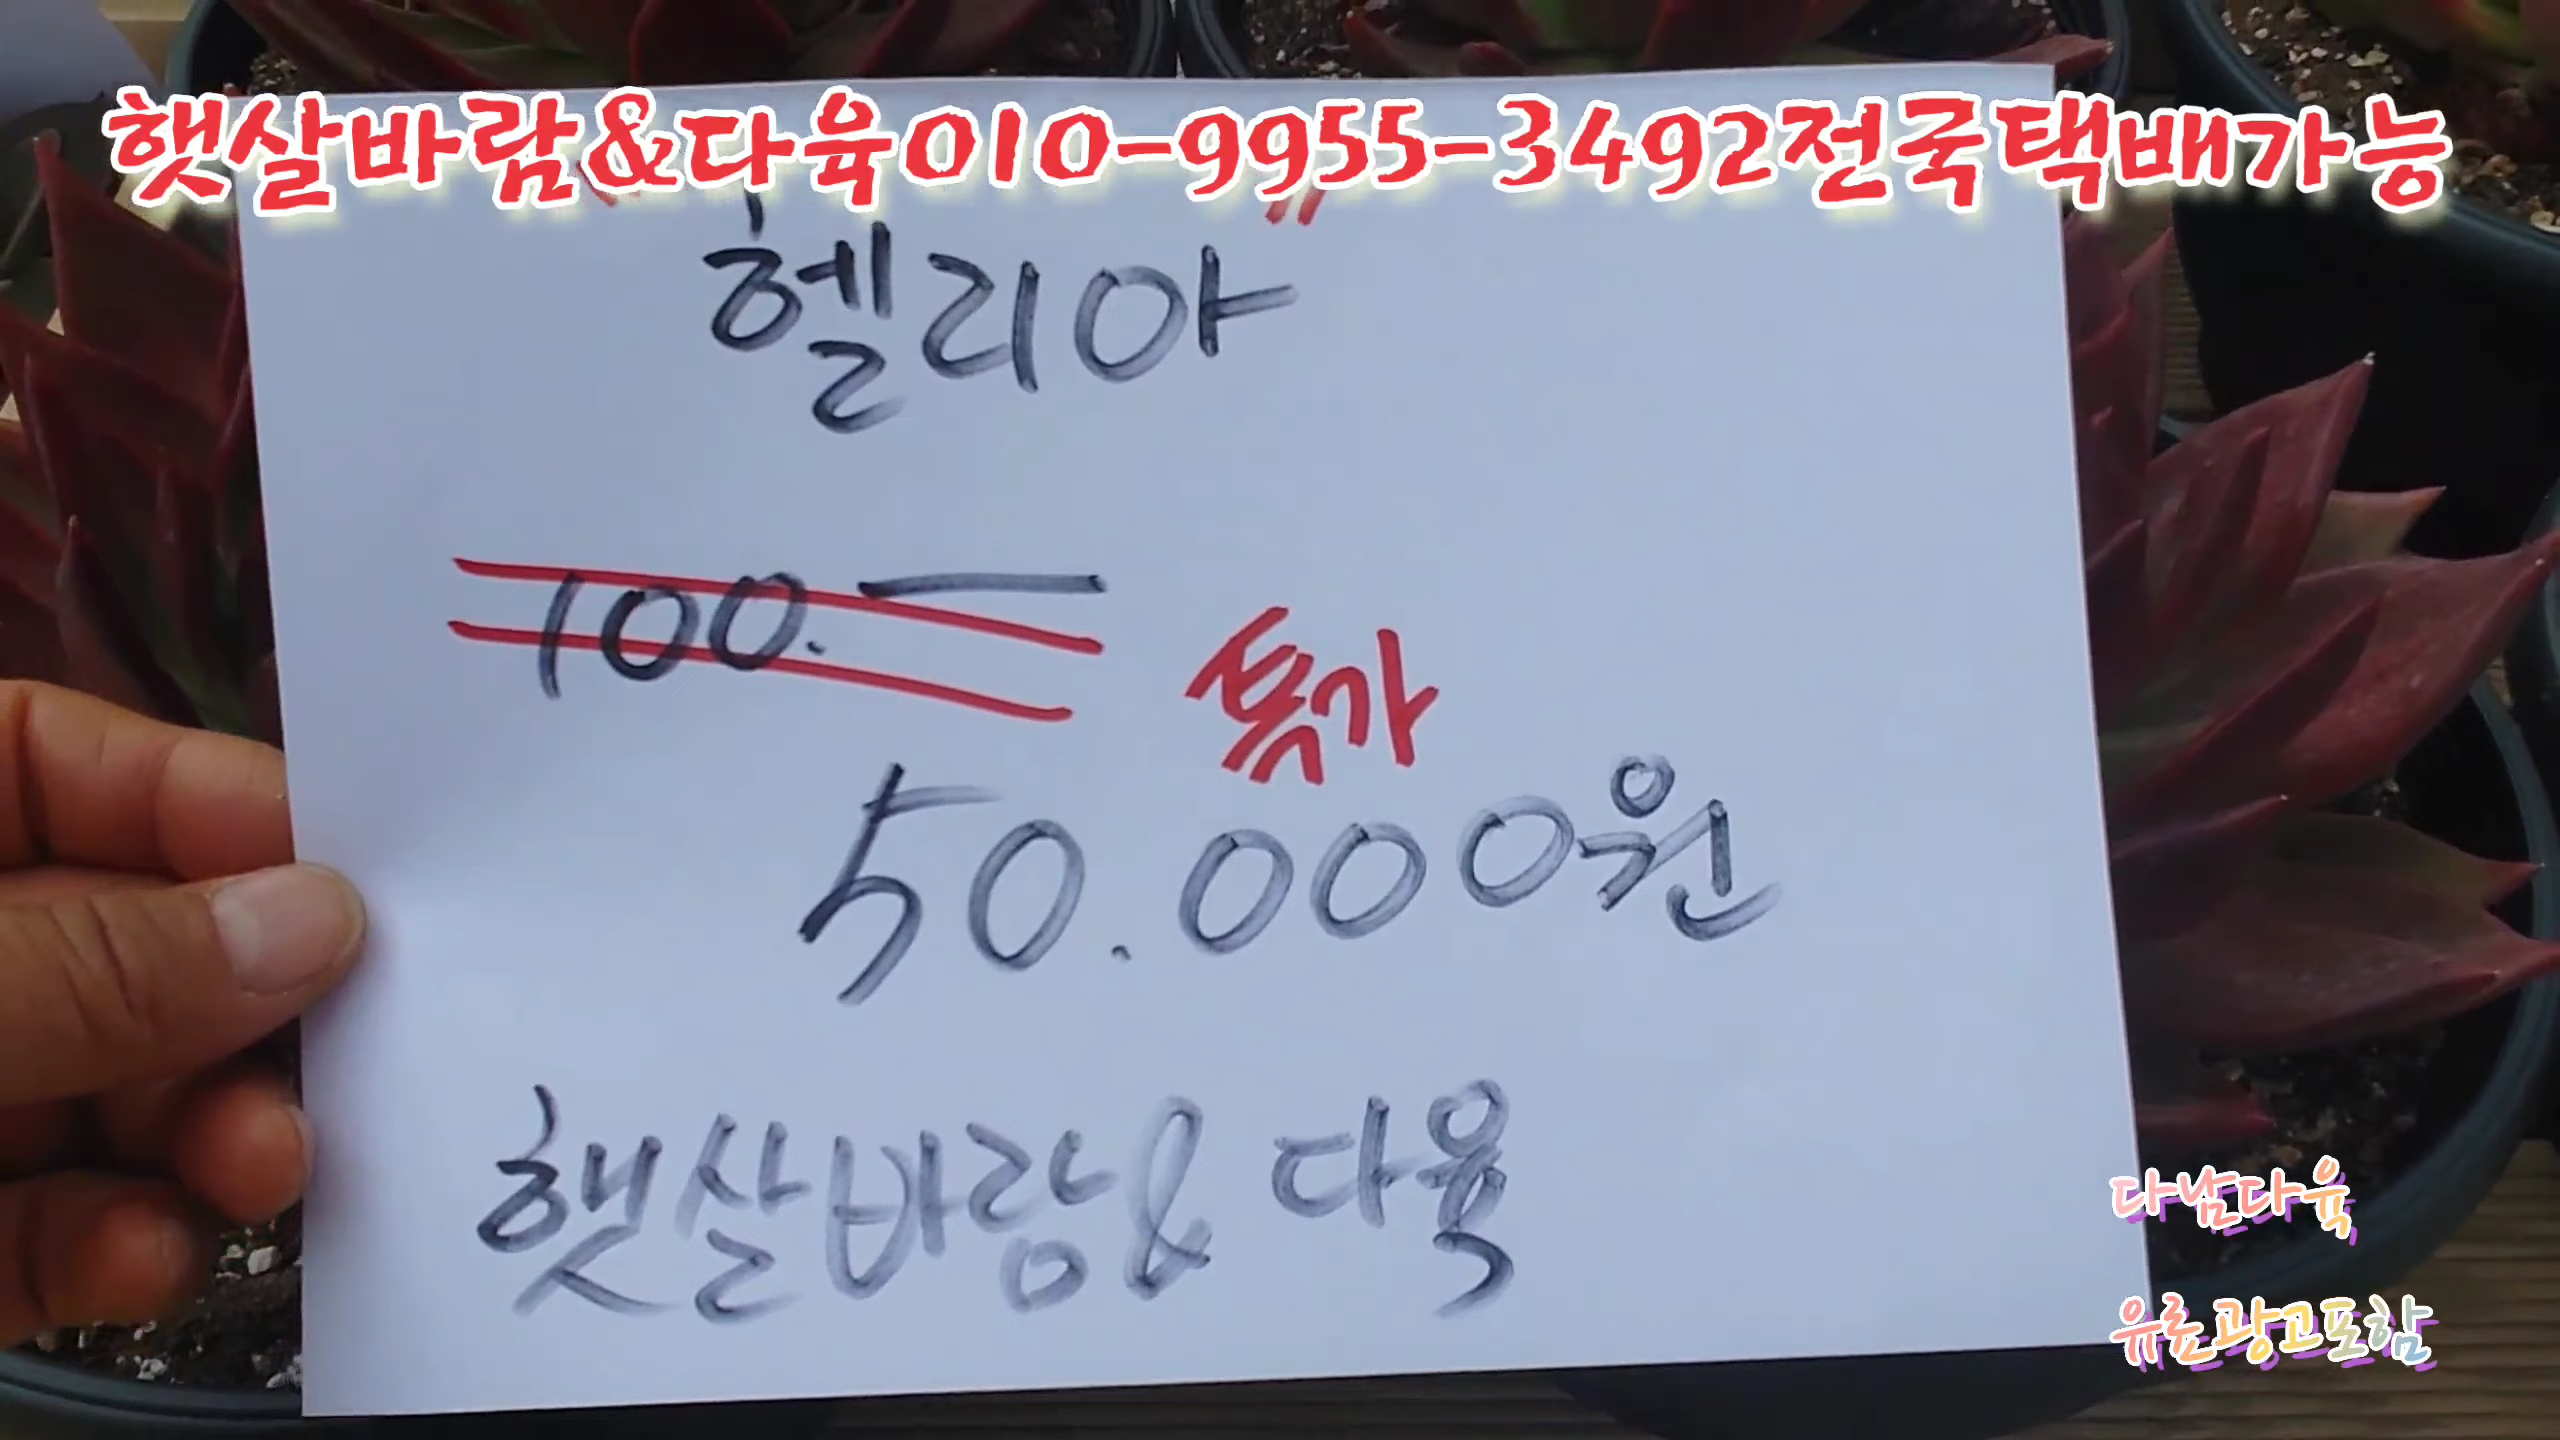 햇살바람&다육010-9955-3492전국택배가능
"헬리아"
100.—
특가
50.000원
햇살바람&다육
다남다육
유료광고포함